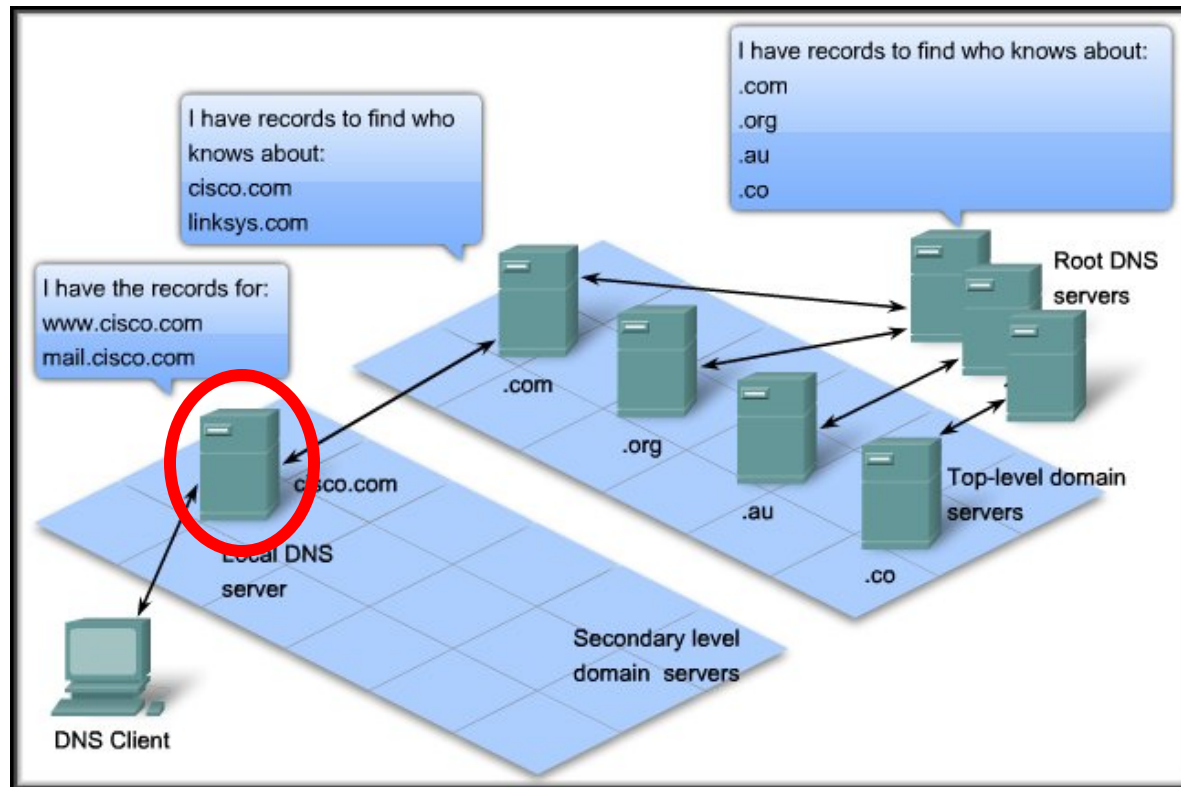 I have records to find who knows about:
.com
.org
.au
.co
I have records to find who
knows about:
cisco.com
linksys.com
I have the records for:
www.cisco.com
mail.cisco.com
Root DNS
servers
.com
.org
.au
.co
Top-level domain
servers
cisco.com
Local DNS
server
Secondary level
domain servers
DNS Client